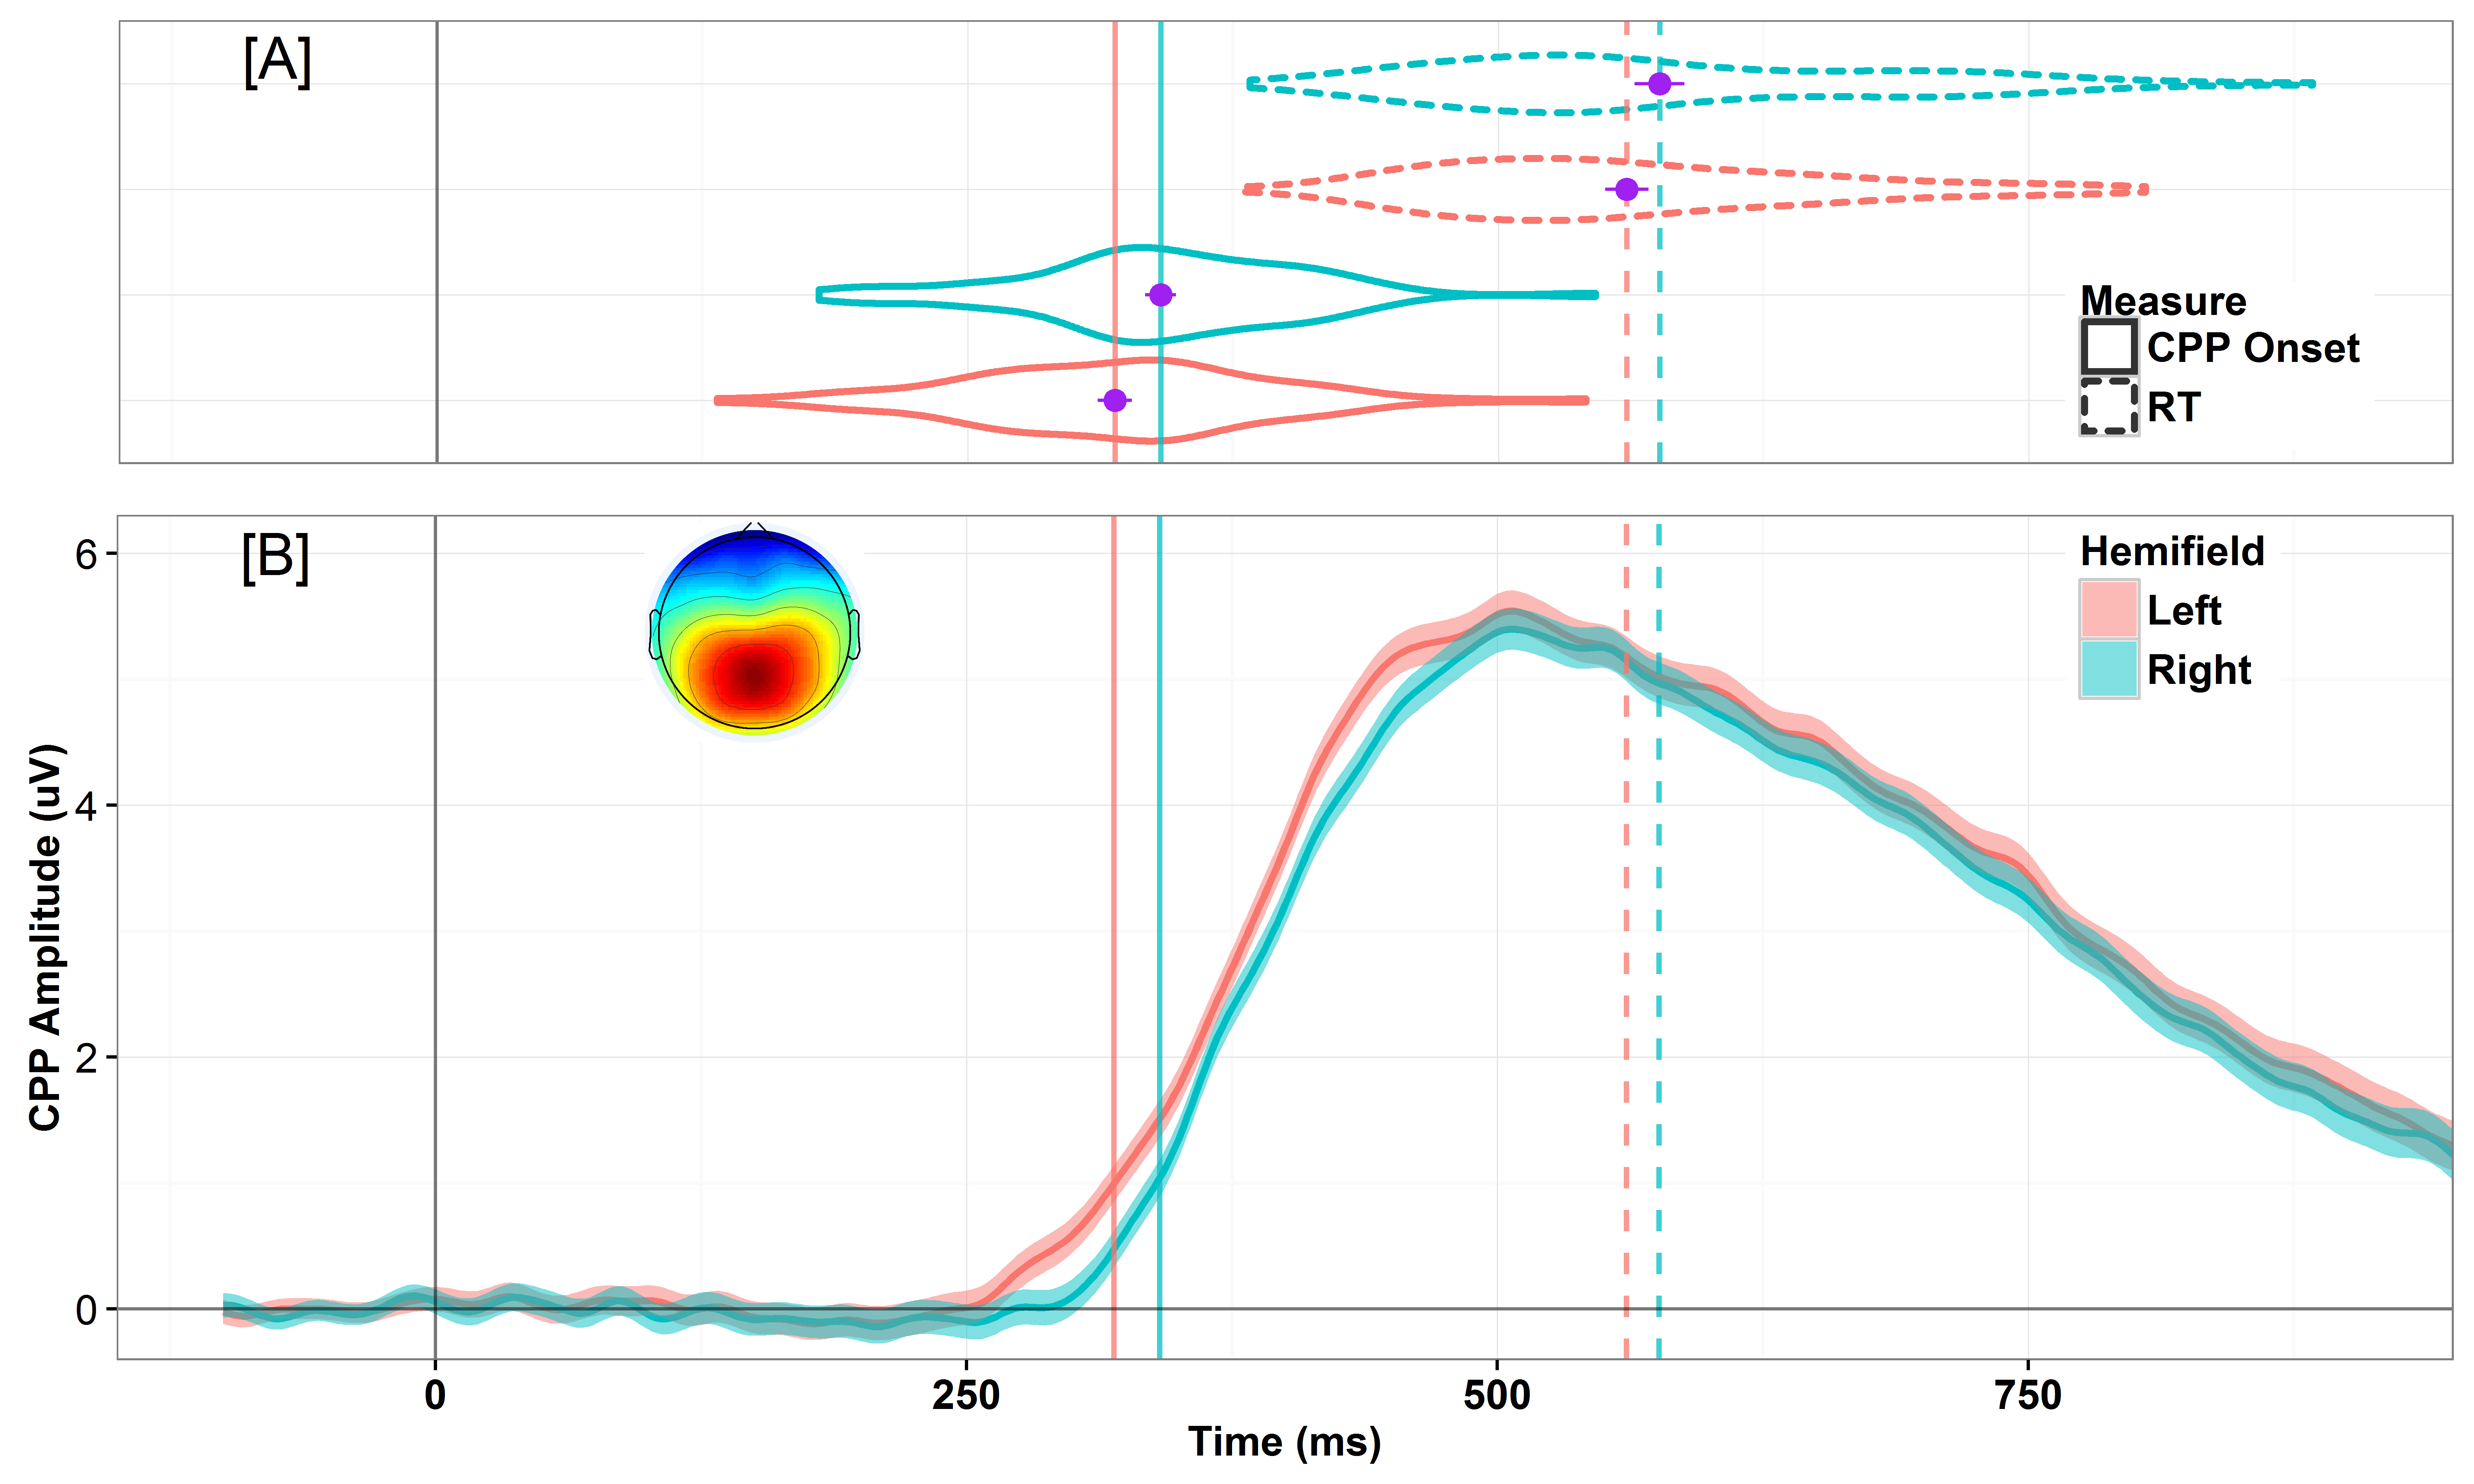 [A]
Measure
CPP Onset
RT
[B]
Hemifield
Left
Right
CPP Amplitude (uV)
6
4
2
0
0 250 500 750
Time (ms)